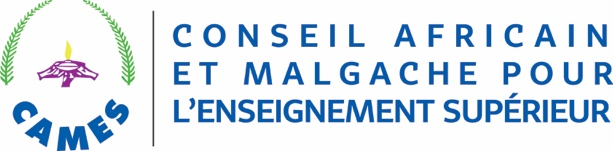 CAMES
CONSEIL AFRICAIN
ET MALGACHE POUR
L'ENSEIGNEMENT SUPÉRIEUR